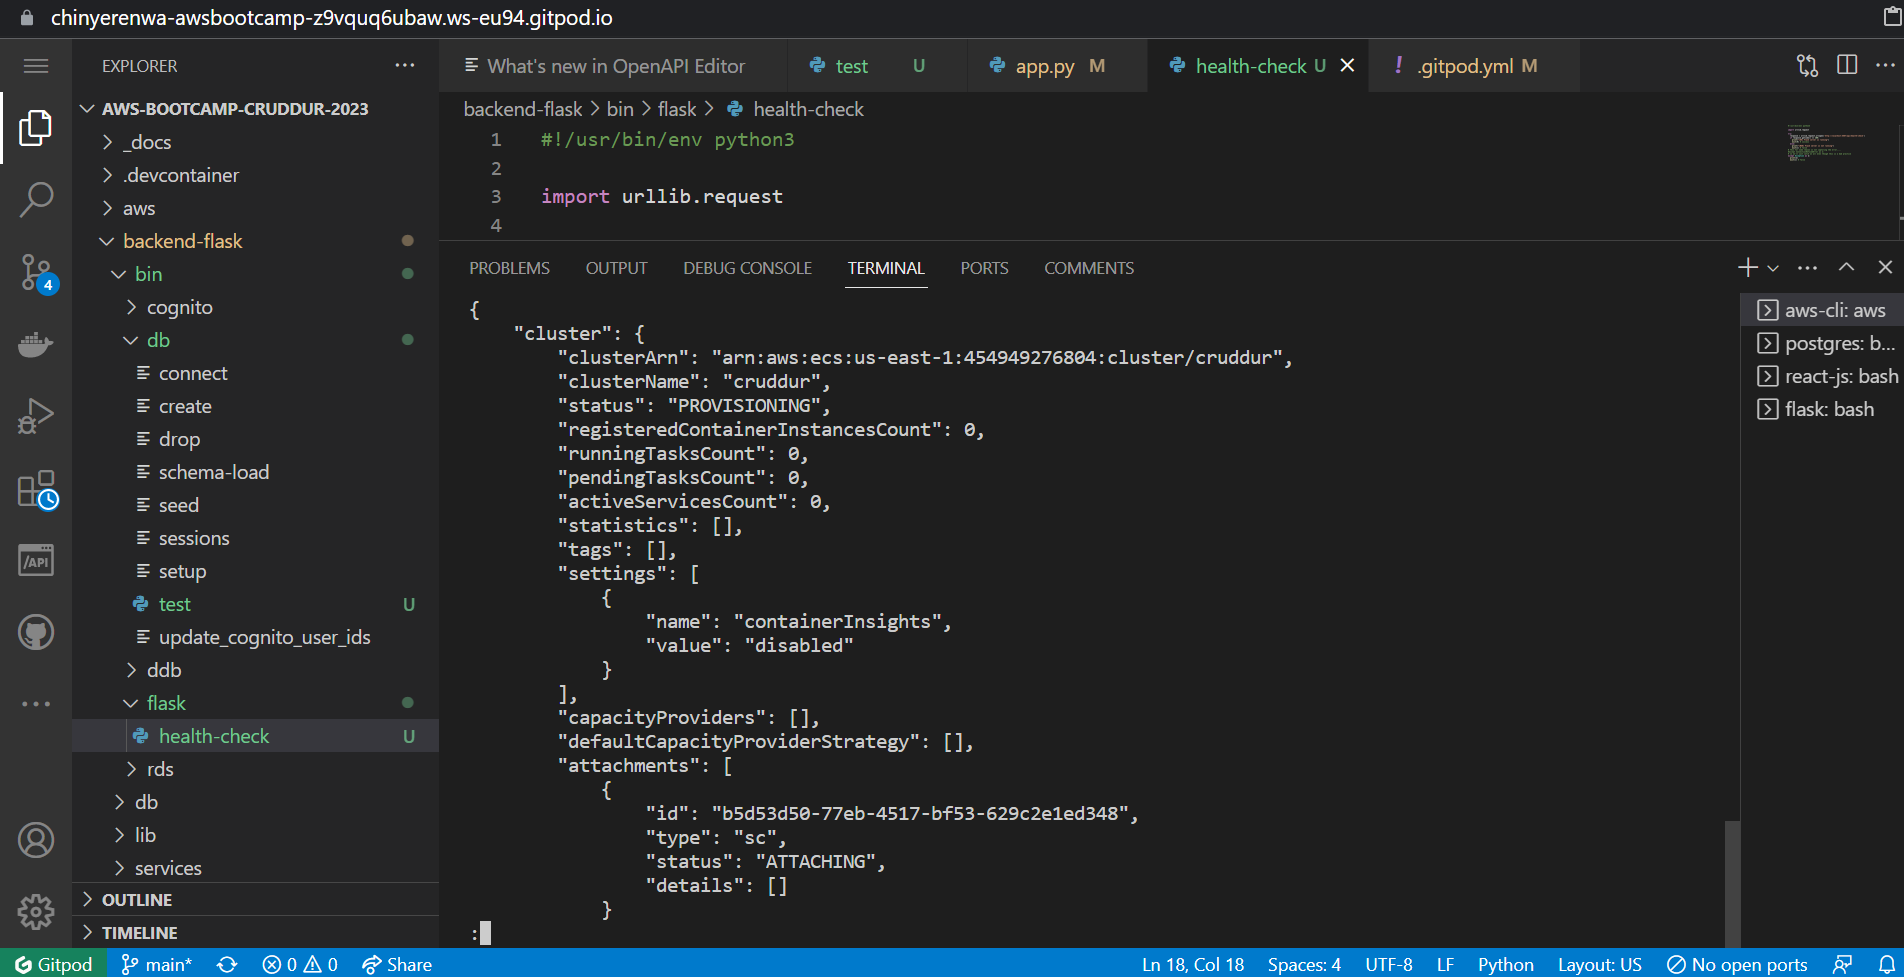 chinyerenwa-awsbootcamp-z9vquq6ubaw.ws-eu94.gitpod.io
EXPLORER
AWS-BOOTCAMP-CRUDDUR-2023
_docs
.devcontainer
aws
backend-flask
bin
cognito
db
connect
create
drop
schema-load
seed
sessions
setup
test U
update_cognito_user_ids
ddb
flask
health-check U
rds
db
lib
services
OUTLINE
TIMELINE
4
/API
What's new in OpenAPI Editor
test U
app.py M
health-check U
! .gitpod.yml M
backend-flask > bin > flask > health-check
1 #!/usr/bin/env python3
2
3 import urllib.request
4
PROBLEMS OUTPUT DEBUG CONSOLE TERMINAL PORTS COMMENTS
{
"cluster": {
"clusterArn": "arn:aws:ecs:us-east-1:454949276804:cluster/cruddur",
"clusterName": "cruddur",
"status": "PROVISIONING",
"registeredContainerInstancesCount": 0,
"runningTasksCount": 0,
"pendingTasksCount": 0,
"activeServicesCount": 0,
"statistics": [],
"tags": [],
"settings": [
{
"name": "containerInsights",
"value": "disabled"
}
],
"capacityProviders": [],
"defaultCapacityProviderStrategy": [],
"attachments": [
{
"id": "b5d53d50-77eb-4517-bf53-629c2e1ed348",
"type": "sc",
"status": "ATTACHING",
"details": []
}
:
aws-cli: aws
postgres: b...
react-js: bash
flask: bash
Gitpod main* 0 0 Share Ln 18, Col 18 Spaces: 4 UTF-8 LF Python Layout: US No open ports